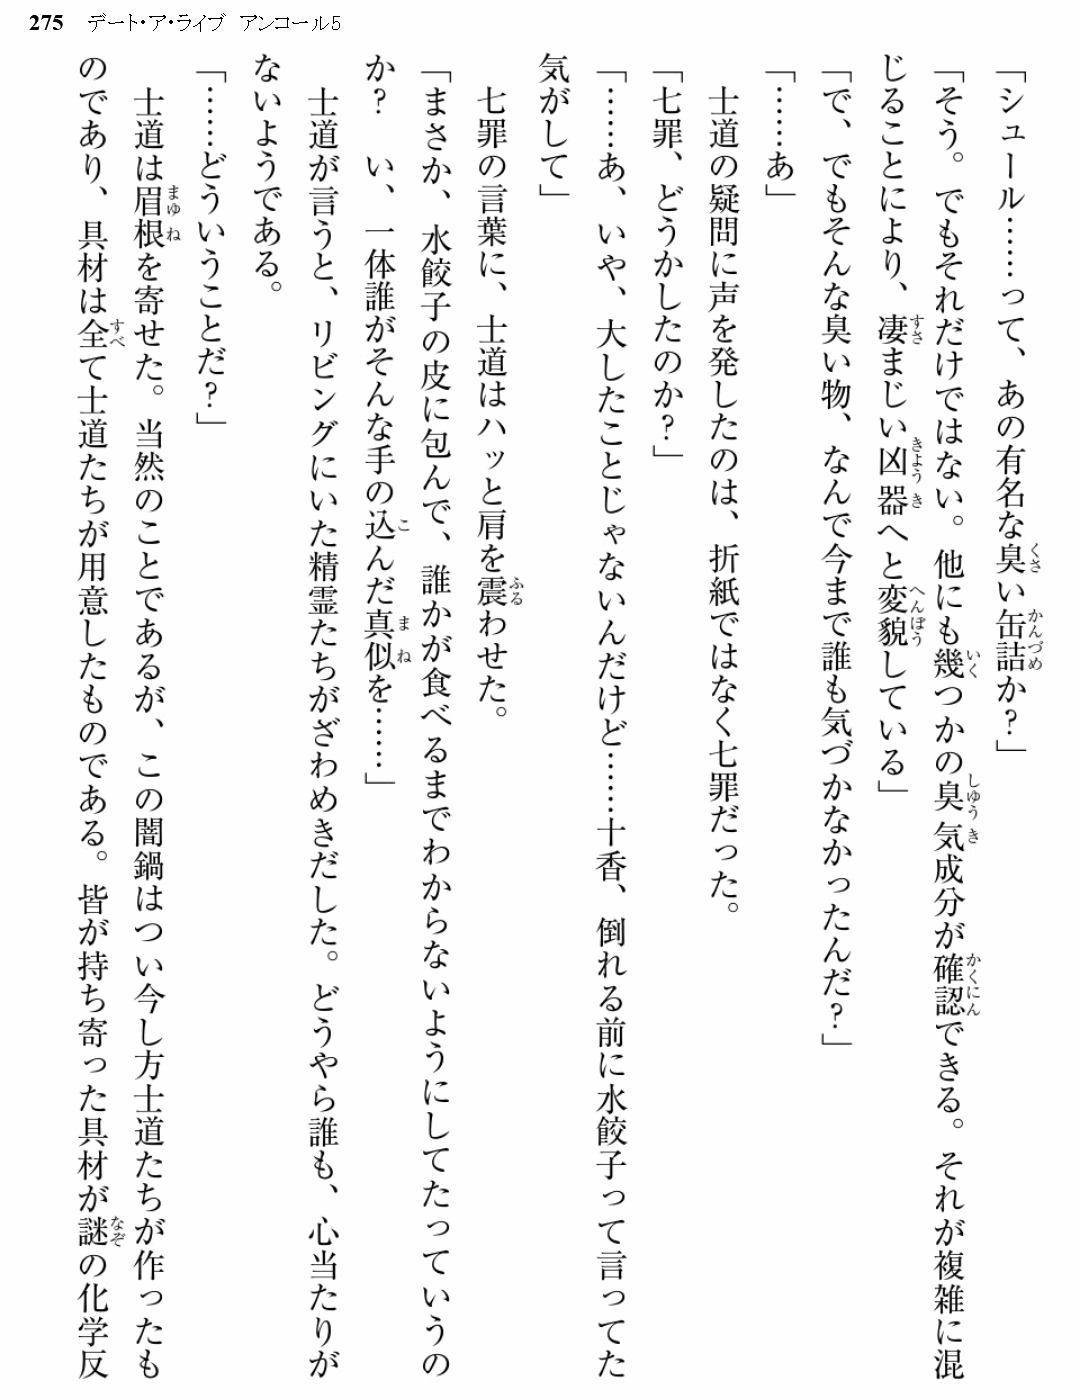 275 デート・ア・ライブ アンコール5
「シュール……って、あの有名な臭い缶詰か？」
「そう。でもそれだけではない。他にも幾つかの臭気成分が確認できる。それが複雑に混
じることにより、凄まじい凶器へと変貌している」
「で、でもそんな臭い物、なんで今まで誰も気づかなかったんだ？」
「……あ」
士道の疑問に声を発したのは、折紙ではなく七罪だった。
「七罪、どうかしたのか？」
「……あ、いや、大したことじゃないんだけど……十香、倒れる前に水餃子って言ってた
気がして」
七罪の言葉に、士道はハッと肩を震わせた。
「まさか、水餃子の皮に包んで、誰かが食べるまでわからないようにしてたっていうの
か？　い、一体誰がそんな手の込んだ真似を……」
士道が言うと、リビングにいた精霊たちがざわめきだした。どうやら誰も、心当たりが
ないようである。
「……どういうことだ？」
士道は眉根を寄せた。当然のことであるが、この闇鍋はつい今し方士道たちが作ったも
のであり、具材は全て士道たちが用意したものである。皆が持ち寄った具材が謎の化学反